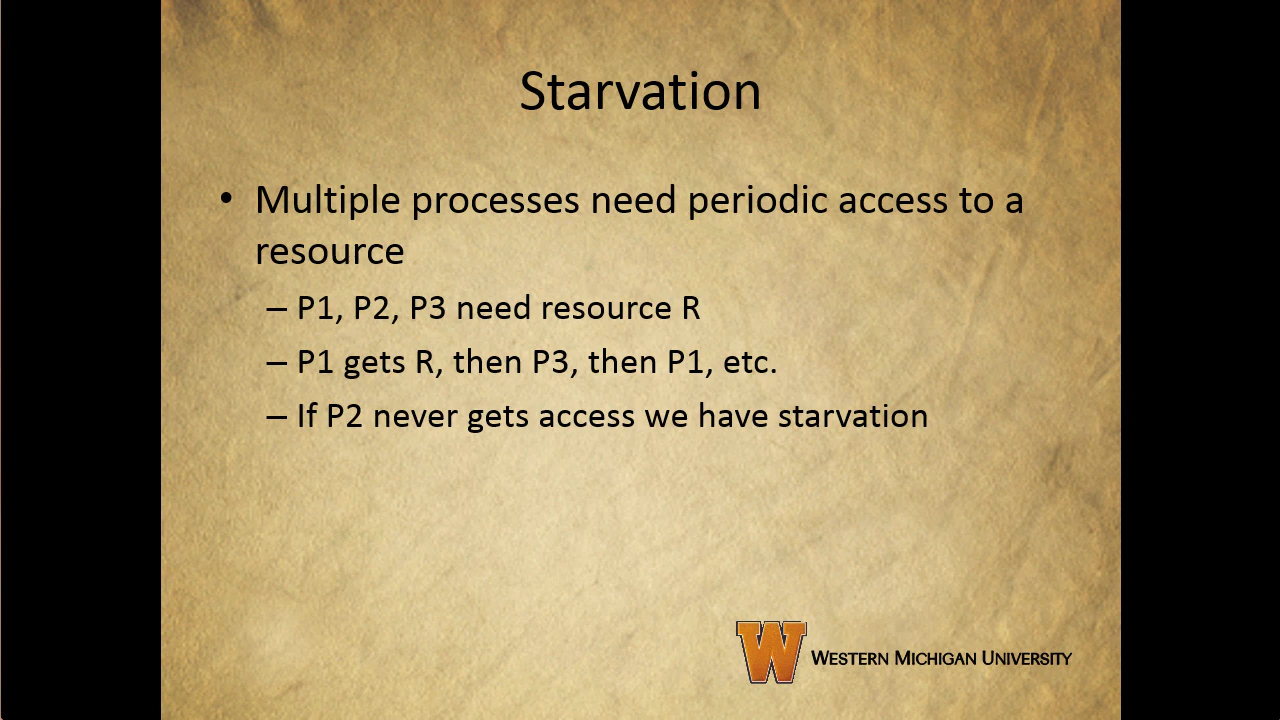 Starvation
• Multiple processes need periodic access to a
resource
– P1, P2, P3 need resource R
– P1 gets R, then P3, then P1, etc.
– If P2 never gets access we have starvation
W WESTERN MICHIGAN UNIVERSITY